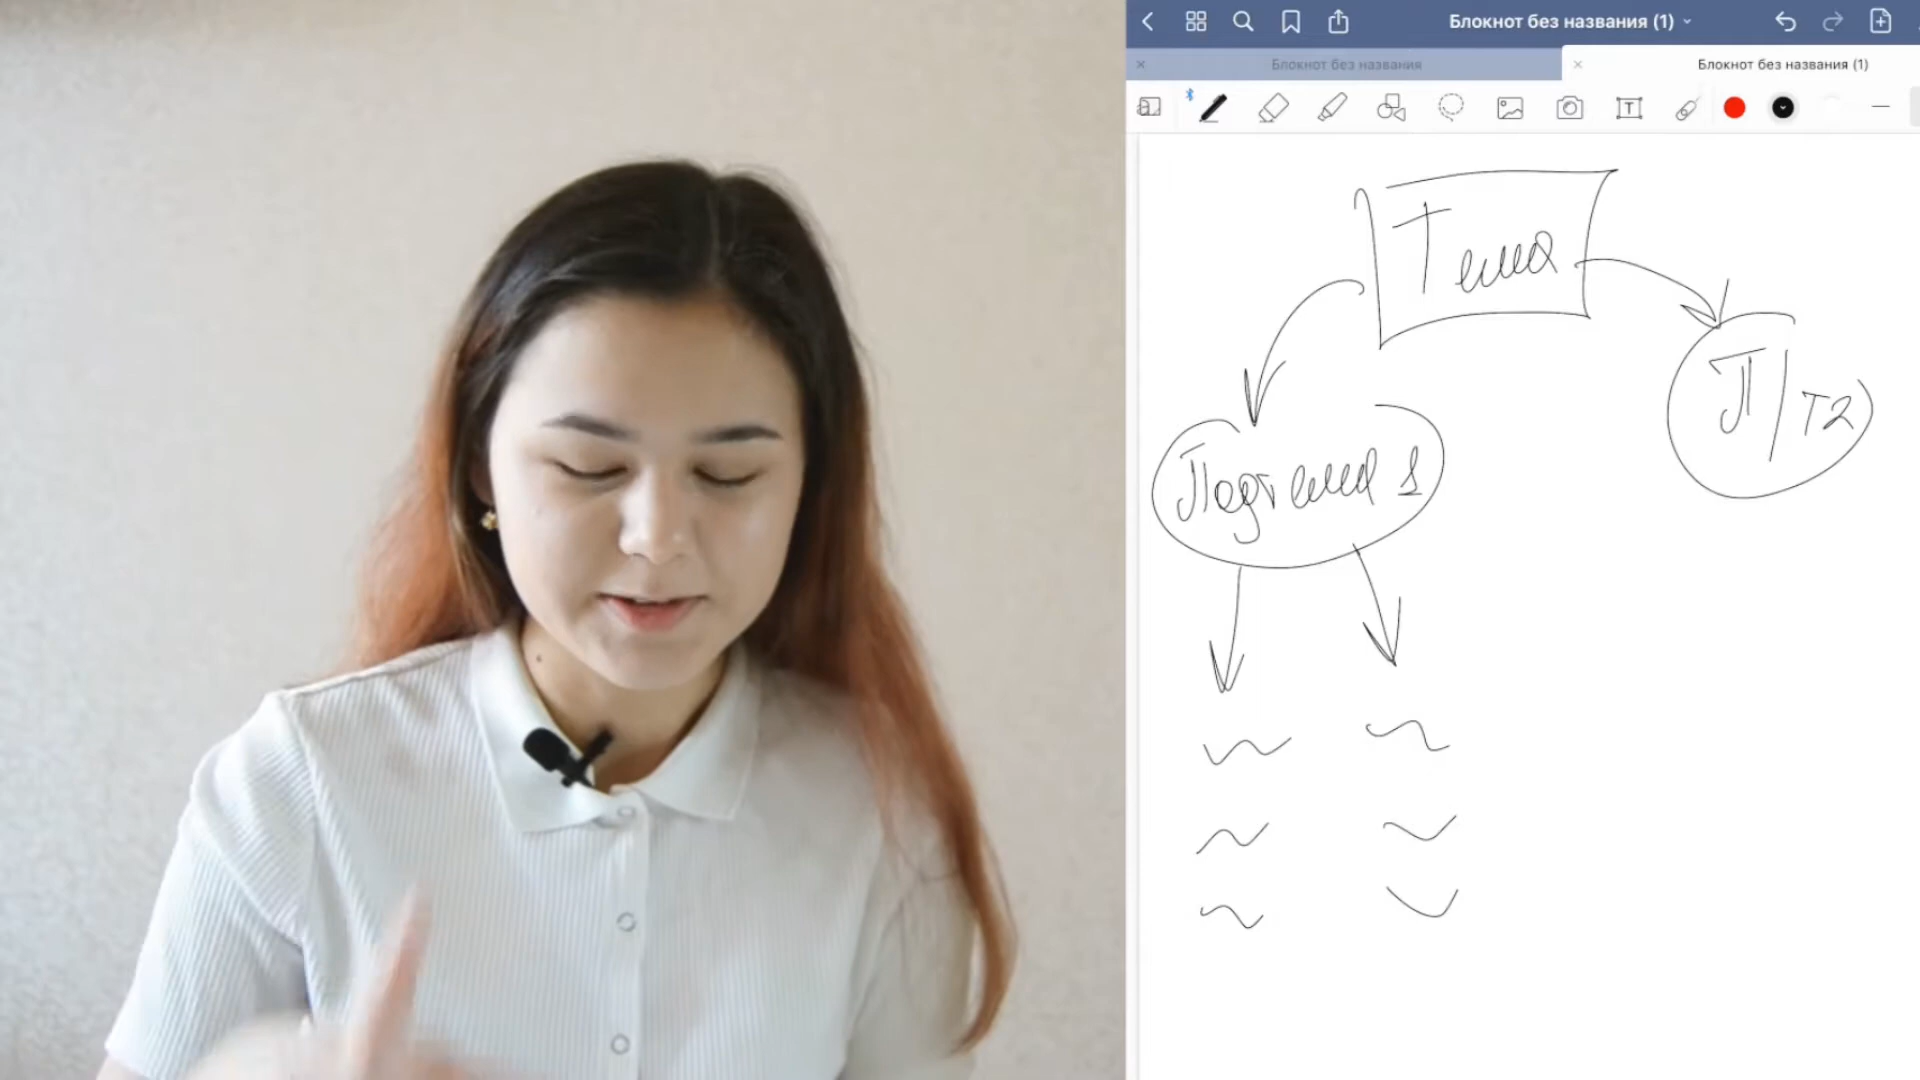 Блокнот без названия (1)
Блокнот без названия
Блокнот без названия (1)
Тема
Подтема 1
П/т2